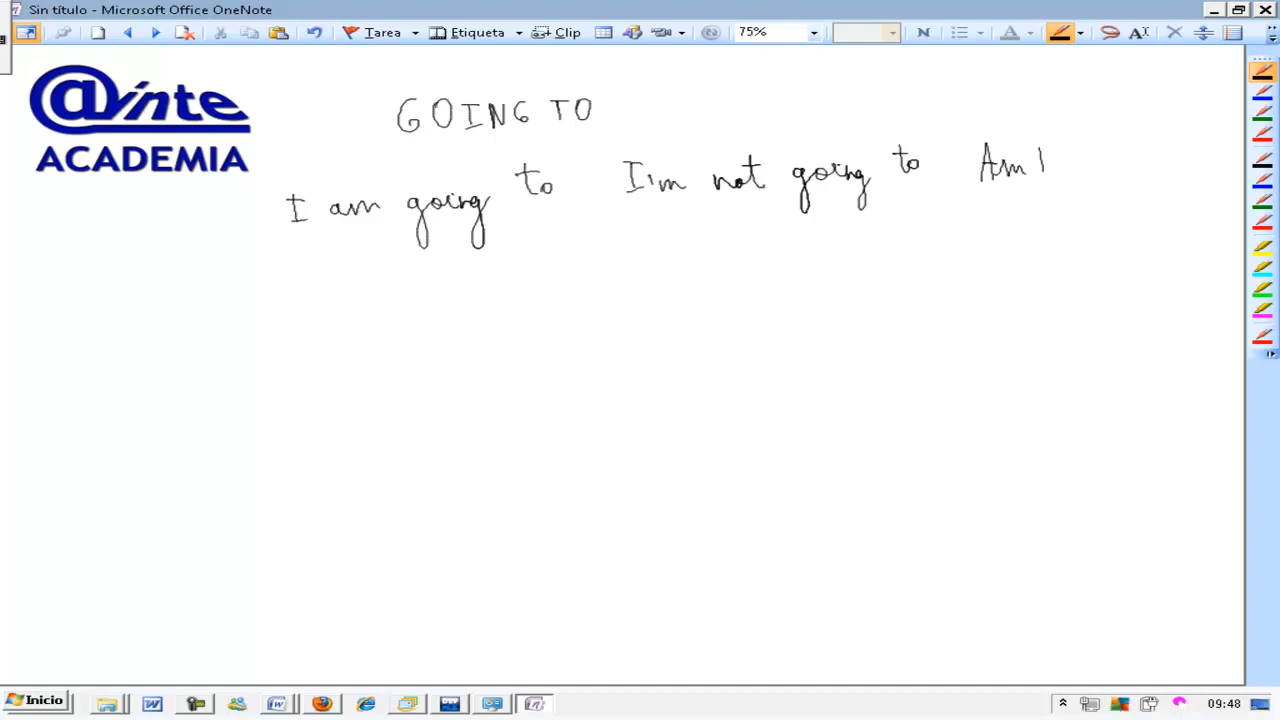 Sin título - Microsoft Office OneNote
Tarea Etiqueta Clip 75% N A
@inte
ACADEMIA
GOING TO
I am going to I'm not going to Am I
Inicio 09:48